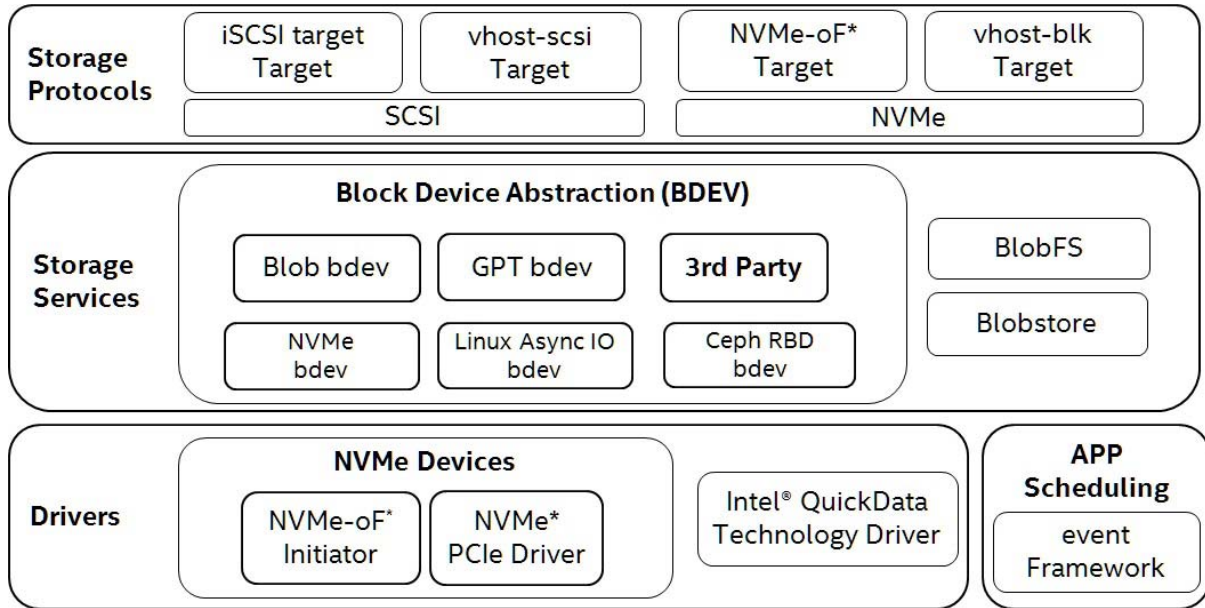 Storage
Protocols
iSCSI target
Target
vhost-scsi
Target
NVMe-oF*
Target
vhost-blk
Target
SCSI
NVMe
Storage
Services
Block Device Abstraction (BDEV)
Blob bdev
GPT bdev
3rd Party
NVMe
bdev
Linux Async IO
bdev
Ceph RBD
bdev
BlobFS
Blobstore
Drivers
NVMe Devices
NVMe-oF*
Initiator
NVMe*
PCIe Driver
Intel® QuickData
Technology Driver
APP
Scheduling
event
Framework